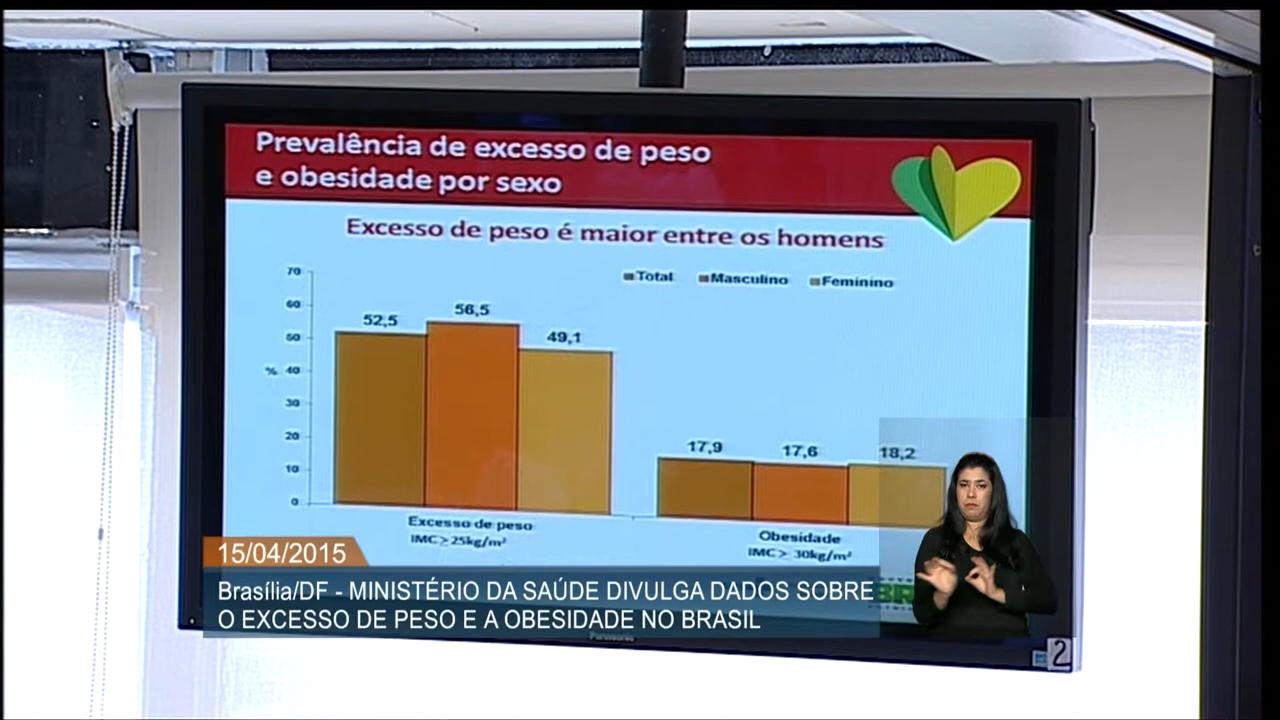 Prevalência de excesso de peso
e obesidade por sexo
Excesso de peso é maior entre os homens
Total Masculino Feminino
70
60
50
40
30
20
10
0
%
52,5
56,5
49,1
17,9
17,6
18,2
Excesso de peso
IMC ≥ 25kg/m²
Obesidade
IMC ≥ 30kg/m²
15/04/2015
Brasília/DF - MINISTÉRIO DA SAÚDE DIVULGA DADOS SOBRE
O EXCESSO DE PESO E A OBESIDADE NO BRASIL
Panasonic
2